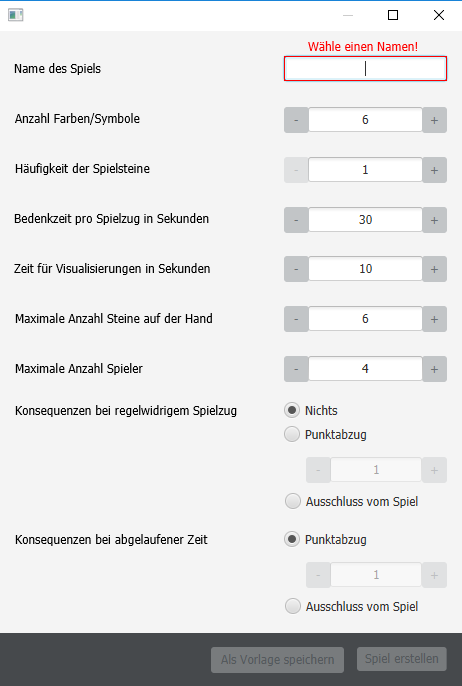 Wähle einen Namen!
Name des Spiels
Anzahl Farben/Symbole - 6 +
Häufigkeit der Spielsteine - 1 +
Bedenkzeit pro Spielzug in Sekunden - 30 +
Zeit für Visualisierungen in Sekunden - 10 +
Maximale Anzahl Steine auf der Hand - 6 +
Maximale Anzahl Spieler - 4 +
Konsequenzen bei regelwidrigem Spielzug Nichts
Punktabzug
- 1 +
Ausschluss vom Spiel
Konsequenzen bei abgelaufener Zeit Punktabzug
- 1 +
Ausschluss vom Spiel
Als Vorlage speichern Spiel erstellen